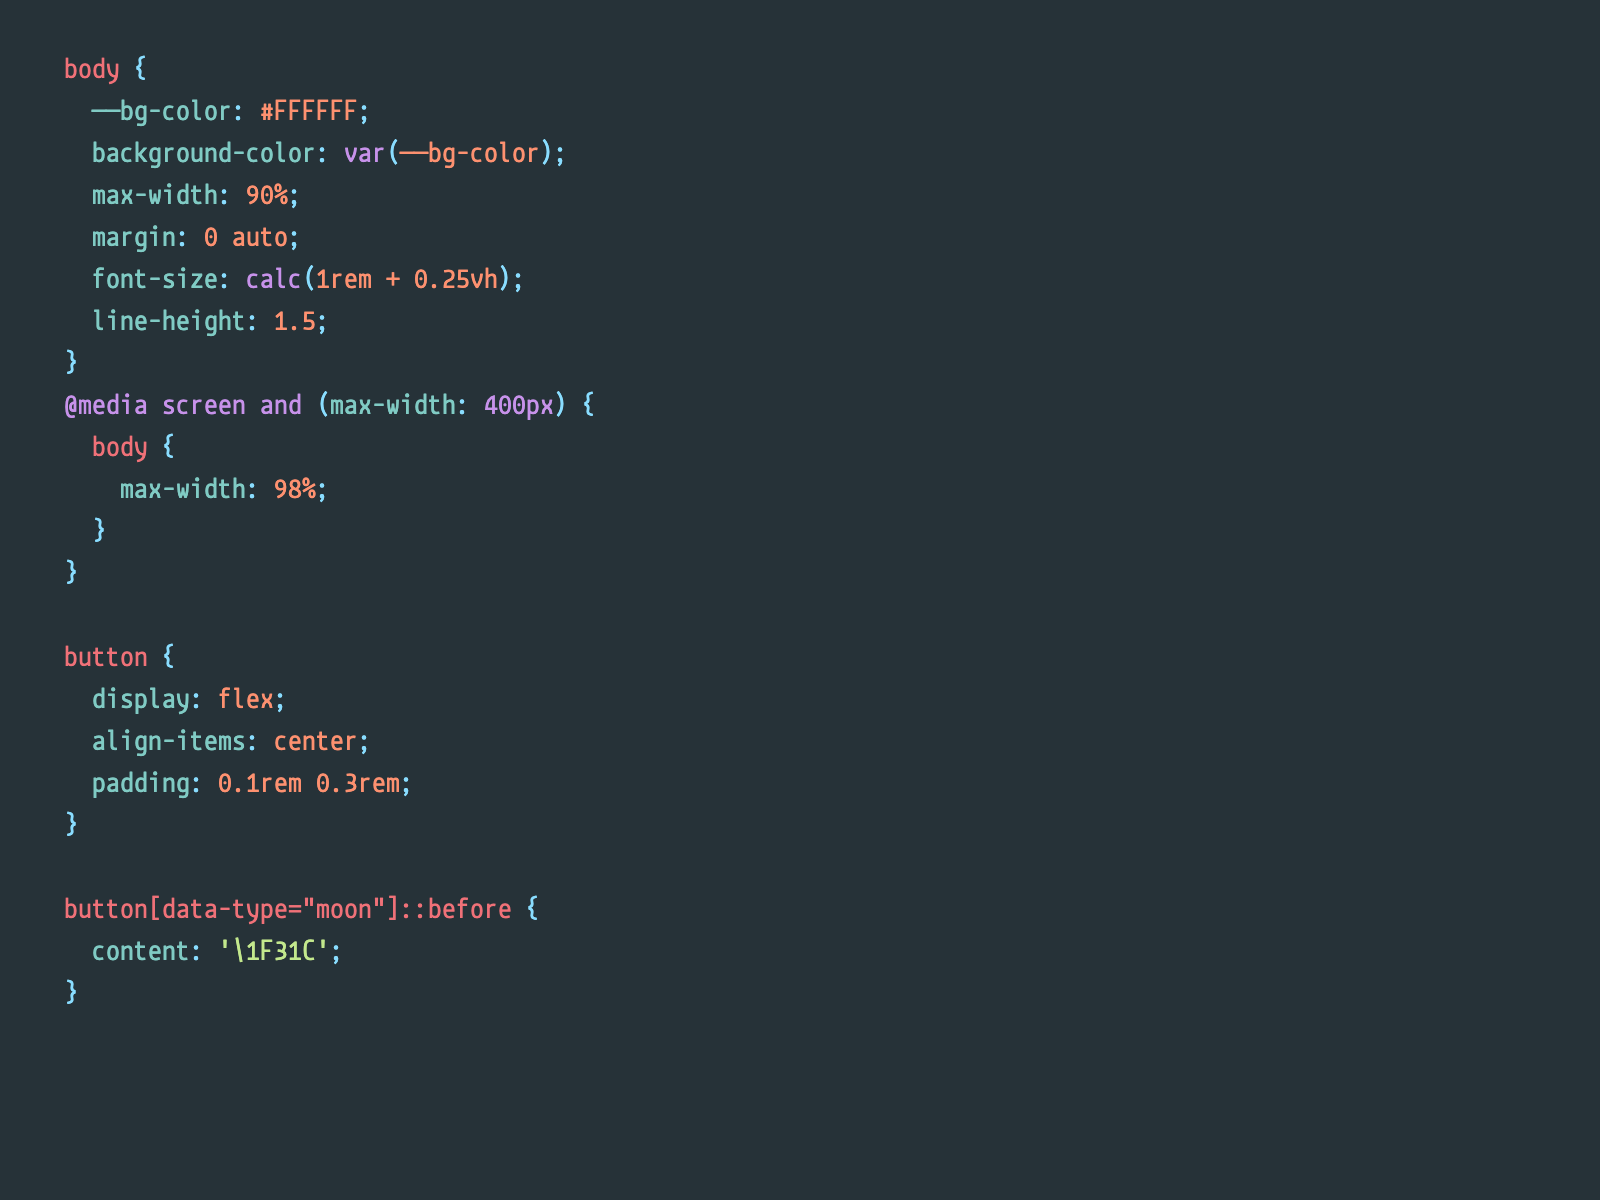 body {
  --bg-color: #FFFFFF;
  background-color: var(--bg-color);
  max-width: 90%;
  margin: 0 auto;
  font-size: calc(1rem + 0.25vh);
  line-height: 1.5;
}
@media screen and (max-width: 400px) {
  body {
    max-width: 98%;
  }
}

button {
  display: flex;
  align-items: center;
  padding: 0.1rem 0.3rem;
}

button[data-type="moon"]::before {
  content: '\1F31C';
}